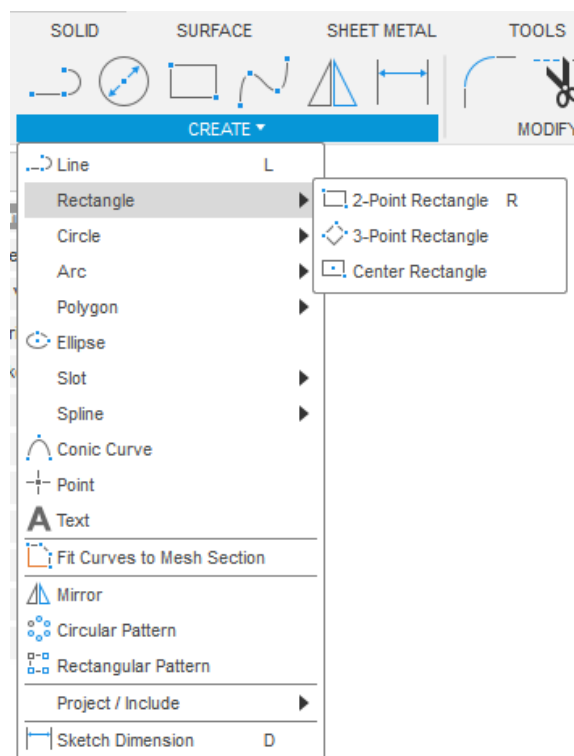 SOLID SURFACE SHEET METAL TOOLS
CREATE MODIFY
Line L
Rectangle
2-Point Rectangle R
Circle
3-Point Rectangle
Arc
Center Rectangle
Polygon
Ellipse
Slot
Spline
Conic Curve
Point
A Text
Fit Curves to Mesh Section
Mirror
Circular Pattern
Rectangular Pattern
Project / Include
Sketch Dimension D